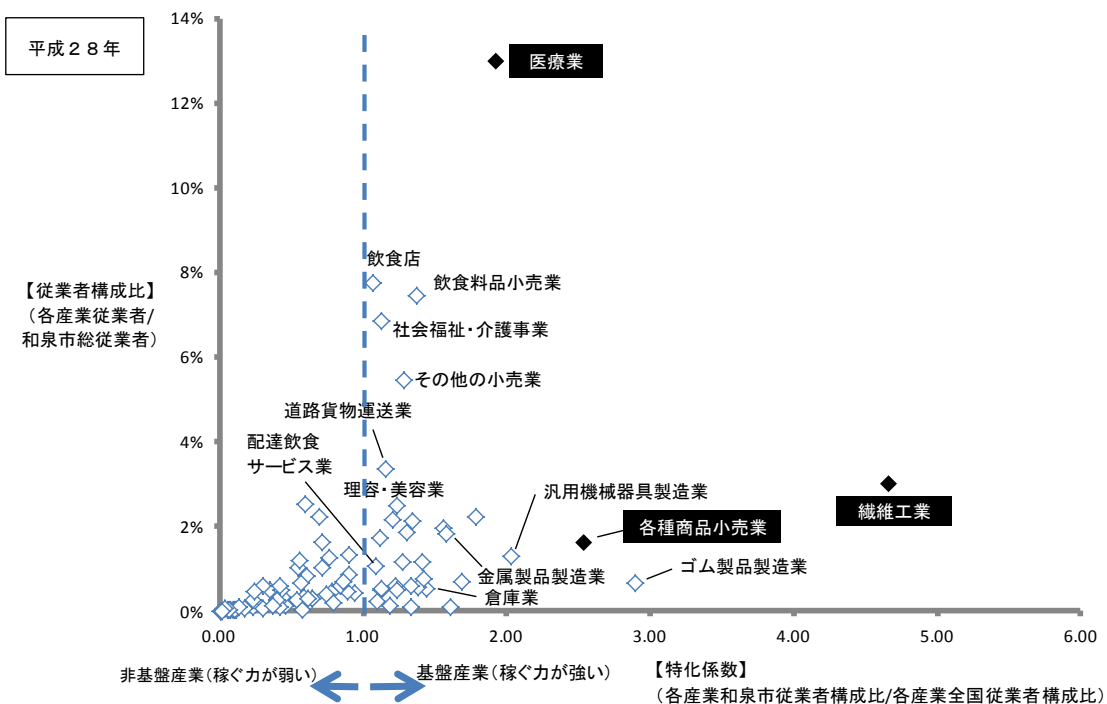 平成２８年
14%
12%
10%
8%
6%
4%
2%
0%
【従業者構成比】
（各産業従業者/
和泉市総従業者）
医療業
飲食店
飲食料品小売業
社会福祉・介護事業
その他の小売業
道路貨物運送業
配達飲食
サービス業
理容・美容業
汎用機械器具製造業
各種商品小売業
繊維工業
ゴム製品製造業
金属製品製造業
倉庫業
0.00
1.00
2.00
3.00
4.00
5.00
6.00
非基盤産業（稼ぐ力が弱い）
基盤産業（稼ぐ力が強い）
【特化係数】
（各産業和泉市従業者構成比/各産業全国従業者構成比）